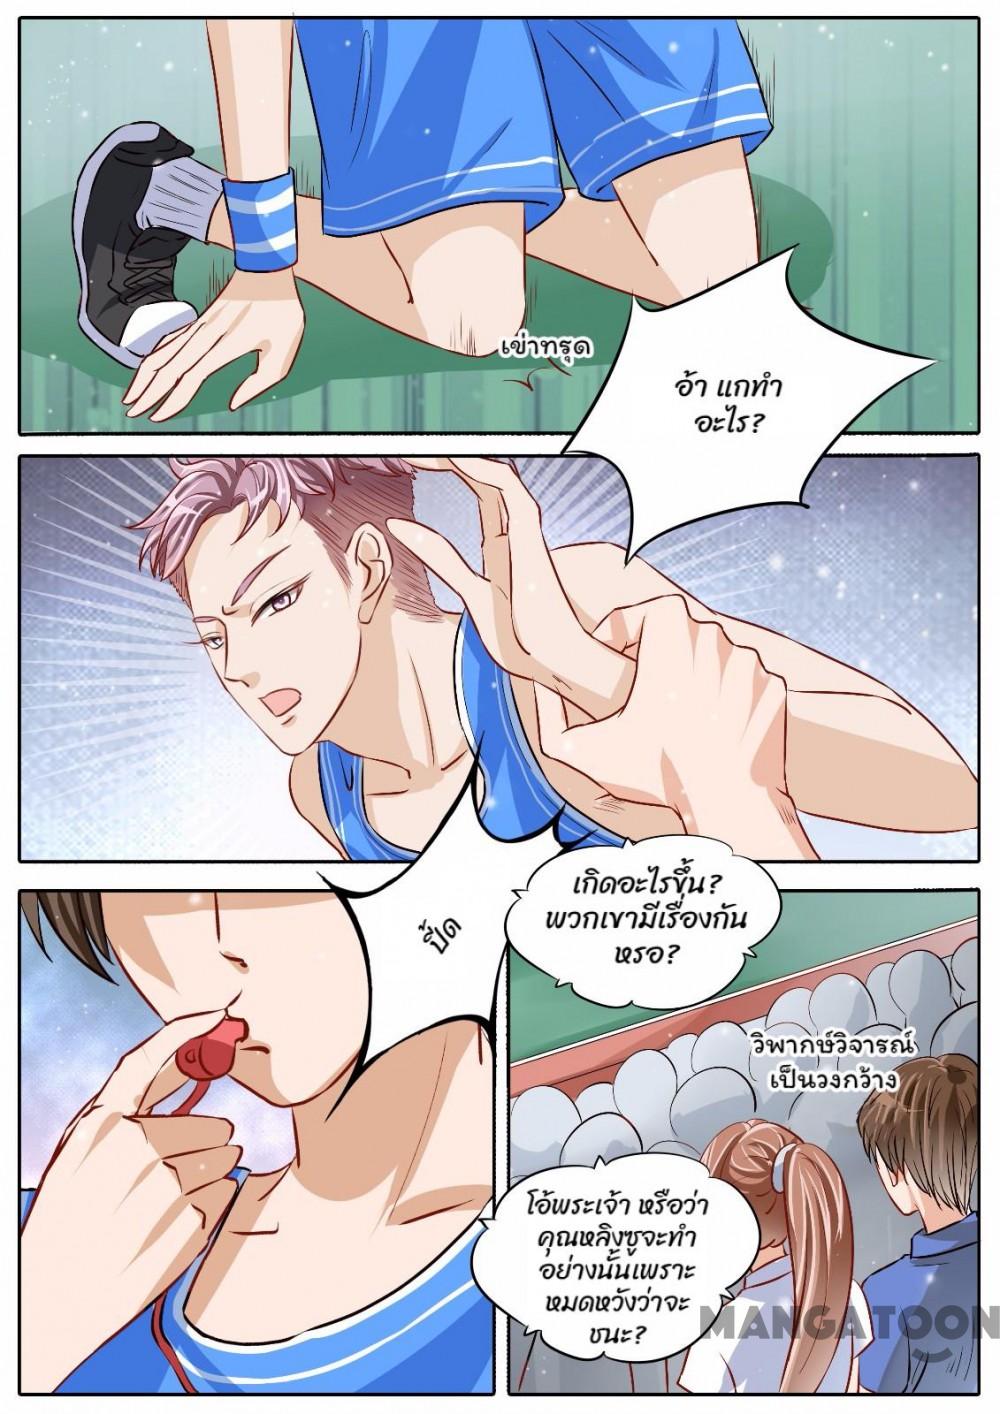 เข่าทรุด
อ้า แกทำ
อะไร?
ปี๊ด
เกิดอะไรขึ้น?
พวกเขามีเรื่องกัน
หรอ?
วิพากษ์วิจารณ์
เป็นวงกว้าง
โอ้พระเจ้า หรือว่า
คุณหลิงซูจะทำ
อย่างนั้นเพราะ
หมดหวังว่าจะ
ชนะ?
MANGATOON